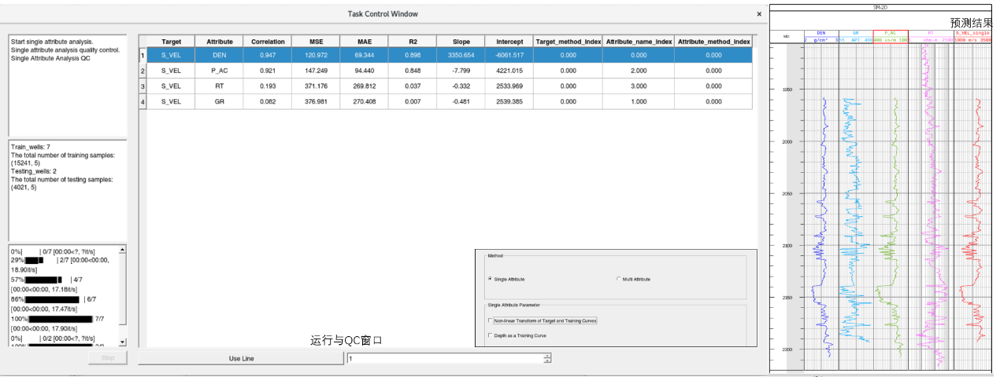 Task Control Window
×
Start single attribute analysis.
Single attribute analysis quality control.
Single Attribute Analysis QC
Train_wells: 7
The total number of training samples:
(15241, 5)
Testing_wells: 2
The total number of testing samples:
(4021, 5)
0%| | 0/7 [00:00<?, ?it/s]
29%| | 2/7 [00:00<00:00,
18.90it/s]
57%| | 4/7
[00:00<00:00, 17.18it/s]
86%| | 6/7
[00:00<00:00, 17.47it/s]
100%| | 7/7
[00:00<00:00, 17.90it/s]
0%| | 0/2 [00:00<?, ?it/s]
Stop
Target Attribute Correlation MSE MAE R2 Slope Intercept Target_method_index Attribute_name_index Attribute_method_index
1 S_VEL DEN 0.947 120.972 69.344 0.898 3350.654 -6061.517 0.000 0.000 0.000
2 S_VEL P_AC 0.921 147.249 94.440 0.848 -7.799 4221.015 0.000 2.000 0.000
3 S_VEL RT 0.193 371.176 269.812 0.037 -0.332 2533.969 0.000 3.000 0.000
4 S_VEL GR 0.082 376.981 270.408 0.007 -0.481 2539.385 0.000 1.000 0.000
Method
Single Attribute Multi Attribute
Single Attribute Parameter
Non-linear Transform of Target and Training Curves
Depth as a Training Curve
运行与QC窗口
Use Line 1
SM-20
预测结果
MD DEN GR P_AC RT S_VEL_single
2 g/cm³ 3 API 400 400 us/m 100 ohm-m 1000 m/s 3500
2000
2050
2100
2150
2200